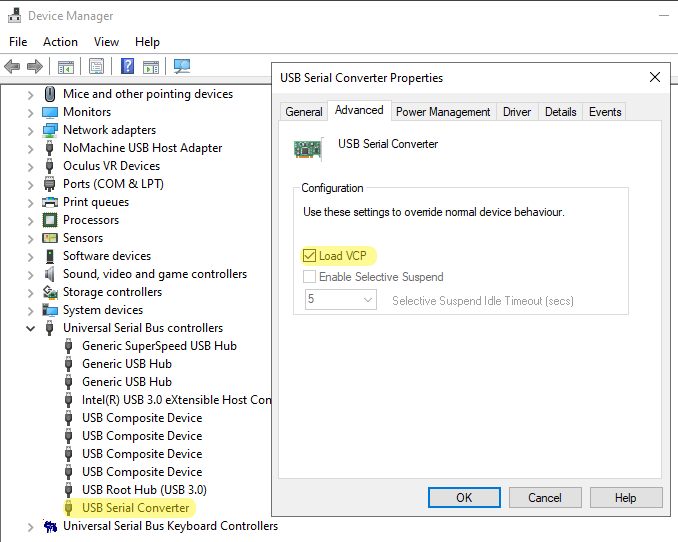 Device Manager
File Action View Help
Mice and other pointing devices
Monitors
Network adapters
NoMachine USB Host Adapter
Oculus VR Devices
Ports (COM & LPT)
Print queues
Processors
Sensors
Software devices
Sound, video and game controllers
Storage controllers
System devices
Universal Serial Bus controllers
Generic SuperSpeed USB Hub
Generic USB Hub
Generic USB Hub
Intel(R) USB 3.0 eXtensible Host Con
USB Composite Device
USB Composite Device
USB Composite Device
USB Composite Device
USB Root Hub (USB 3.0)
USB Serial Converter
Universal Serial Bus Keyboard Controllers
USB Serial Converter Properties
General Advanced Power Management Driver Details Events
USB Serial Converter
Configuration
Use these settings to override normal device behaviour.
Load VCP
Enable Selective Suspend
5 Selective Suspend Idle Timeout (secs)
OK Cancel Help